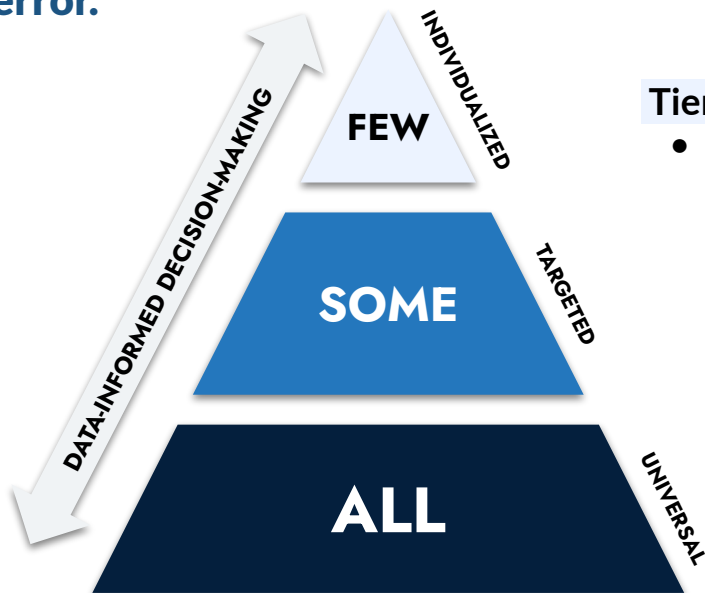 error.
INDIVIDUALIZED
FEW
Tier
•
DATA-INFORMED DECISION-MAKING
SOME
TARGETED
ALL
UNIVERSAL